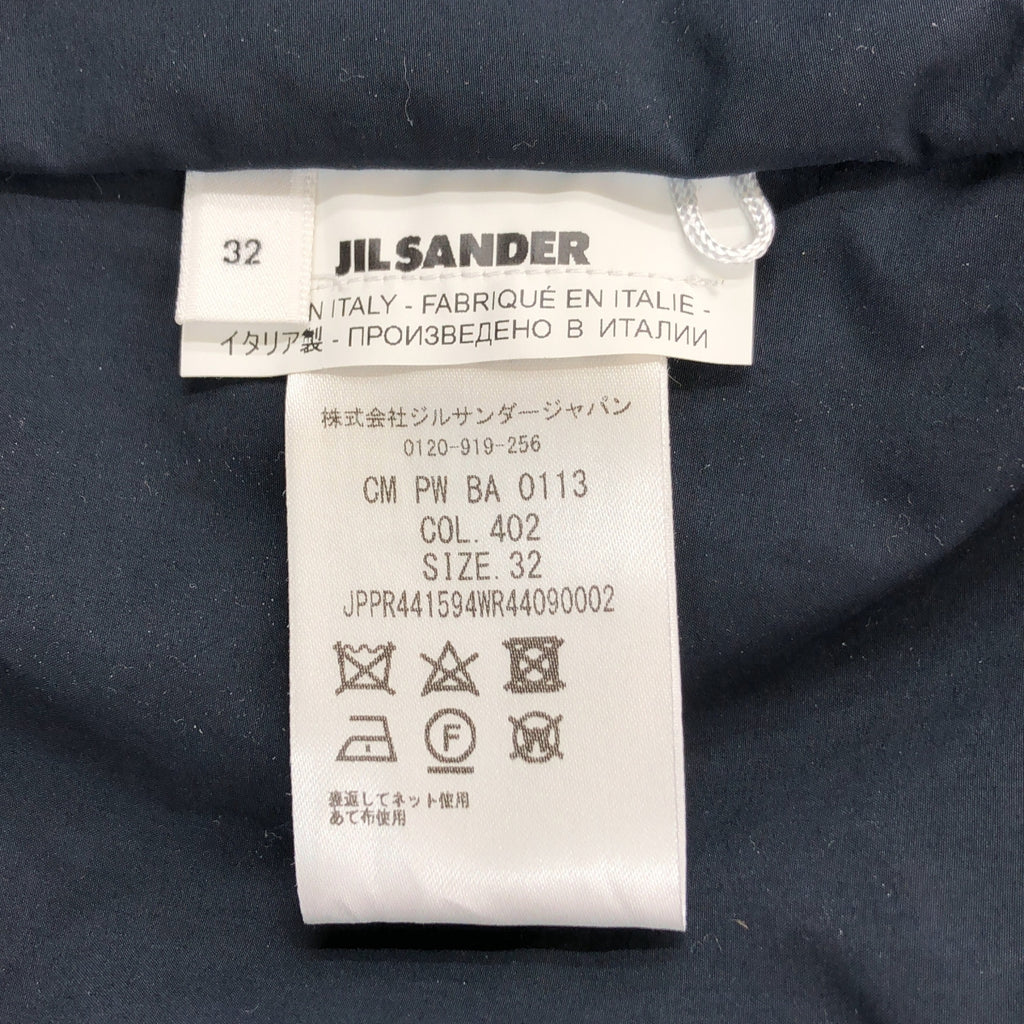 32
JIL SANDER
N ITALY - FABRIQUÉ EN ITALIE -
イタリア製 - ПРОИЗВЕДЕНО В ИТАЛИИ
株式会社ジルサンダージャパン
0120-919-256
CM PW BA 0113
COL. 402
SIZE. 32
JPPR441594WR44090002
F
W
裏返してネット使用
あて布使用